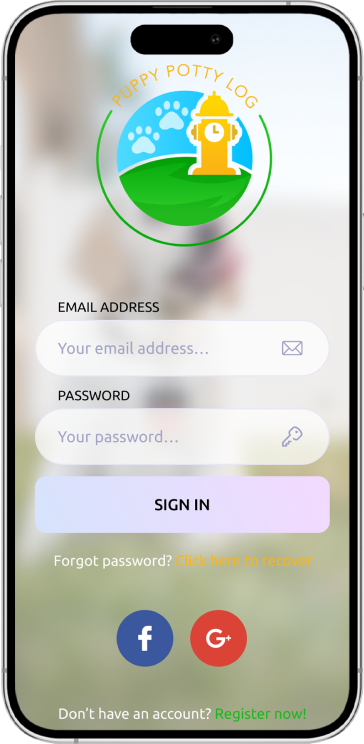 PUPPY POTTY LOG
EMAIL ADDRESS
Your email address...
PASSWORD
Your password...
SIGN IN
Forgot password? Click here to recover
f
G+
Don't have an account? Register now!